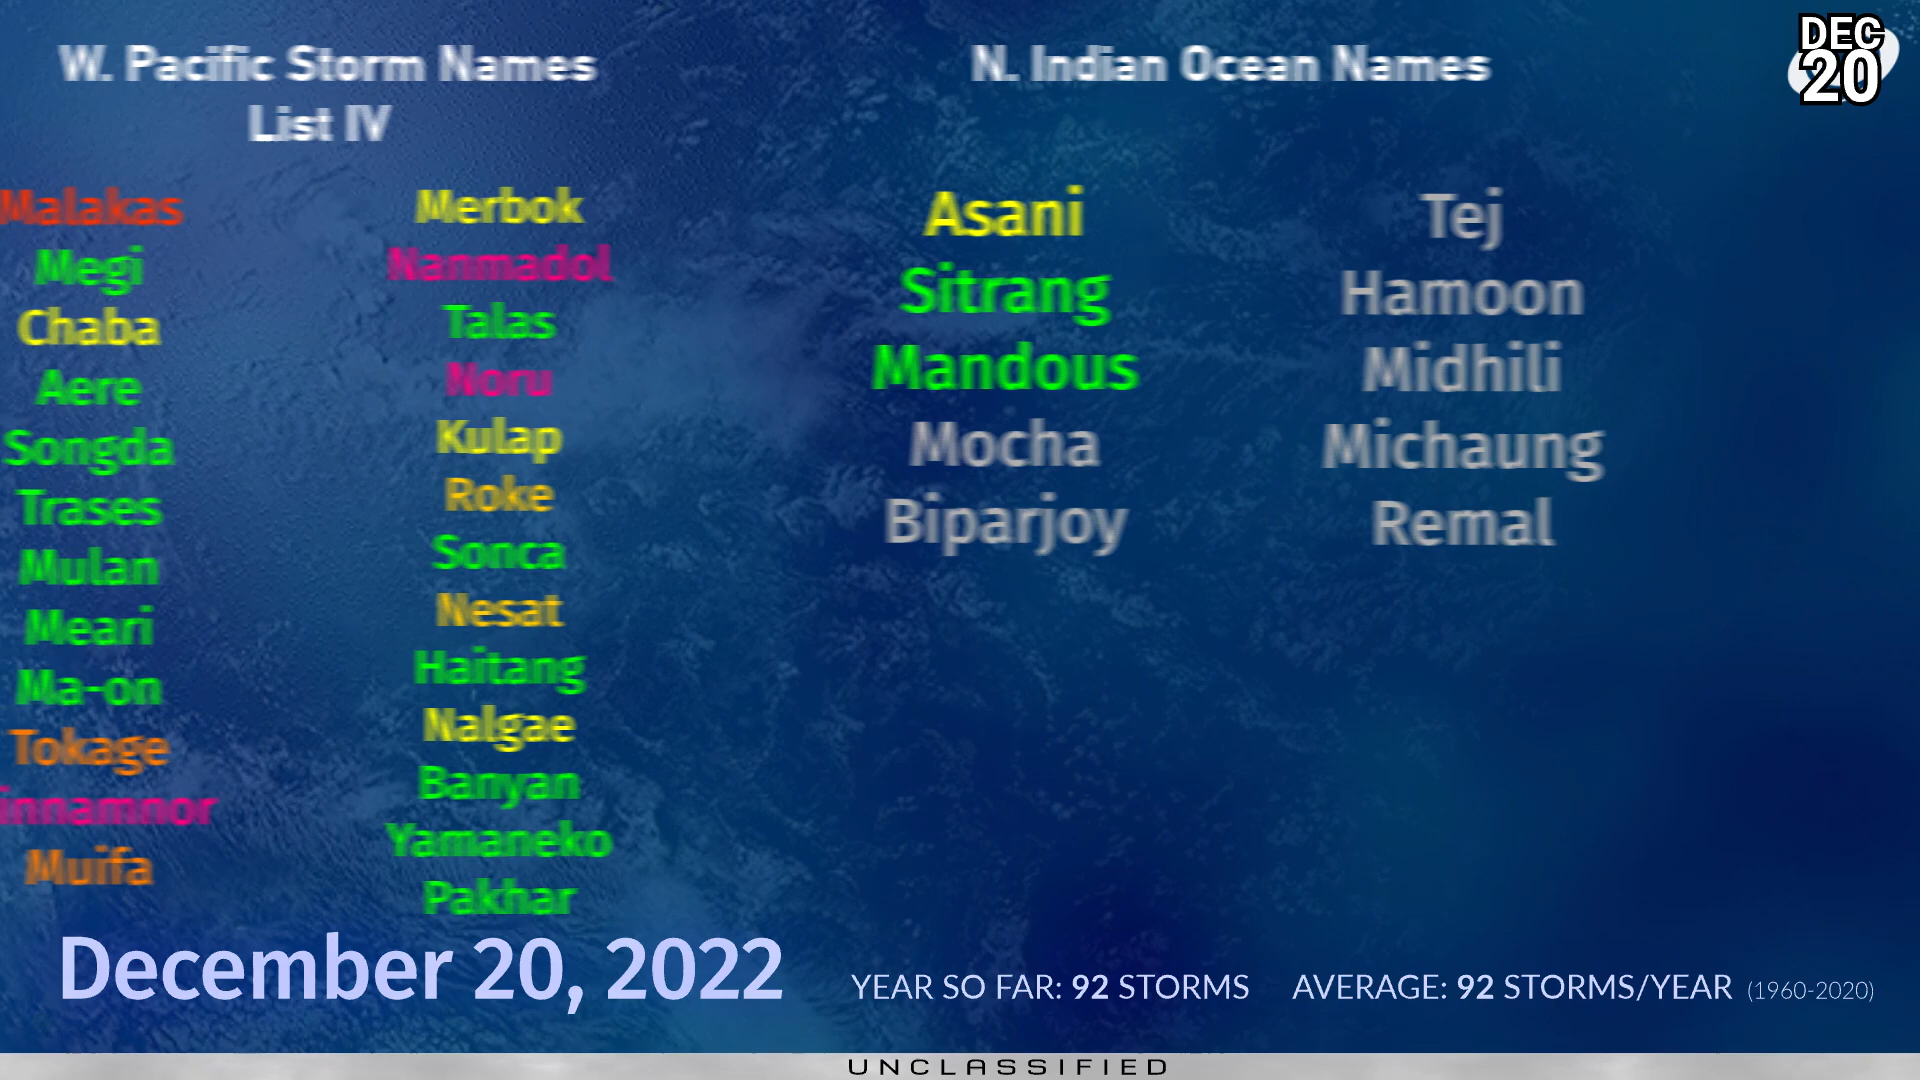 W. Pacific Storm Names
List IV
Malakas
Megi
Chaba
Aere
Songda
Trases
Mulan
Meari
Ma-on
Tokage
innamnor
Muifa
Merbok
Nanmadol
Talas
Noru
Kulap
Roke
Sonca
Nesat
Haitang
Nalgae
Banyan
Yamaneko
Pakhar
N. Indian Ocean Names
Asani
Sitrang
Mandous
Mocha
Biparjoy
Tej
Hamoon
Midhili
Michaung
Remal
DEC
20
December 20, 2022
YEAR SO FAR: 92 STORMS
AVERAGE: 92 STORMS/YEAR (1960-2020)
UNCLASSIFIED